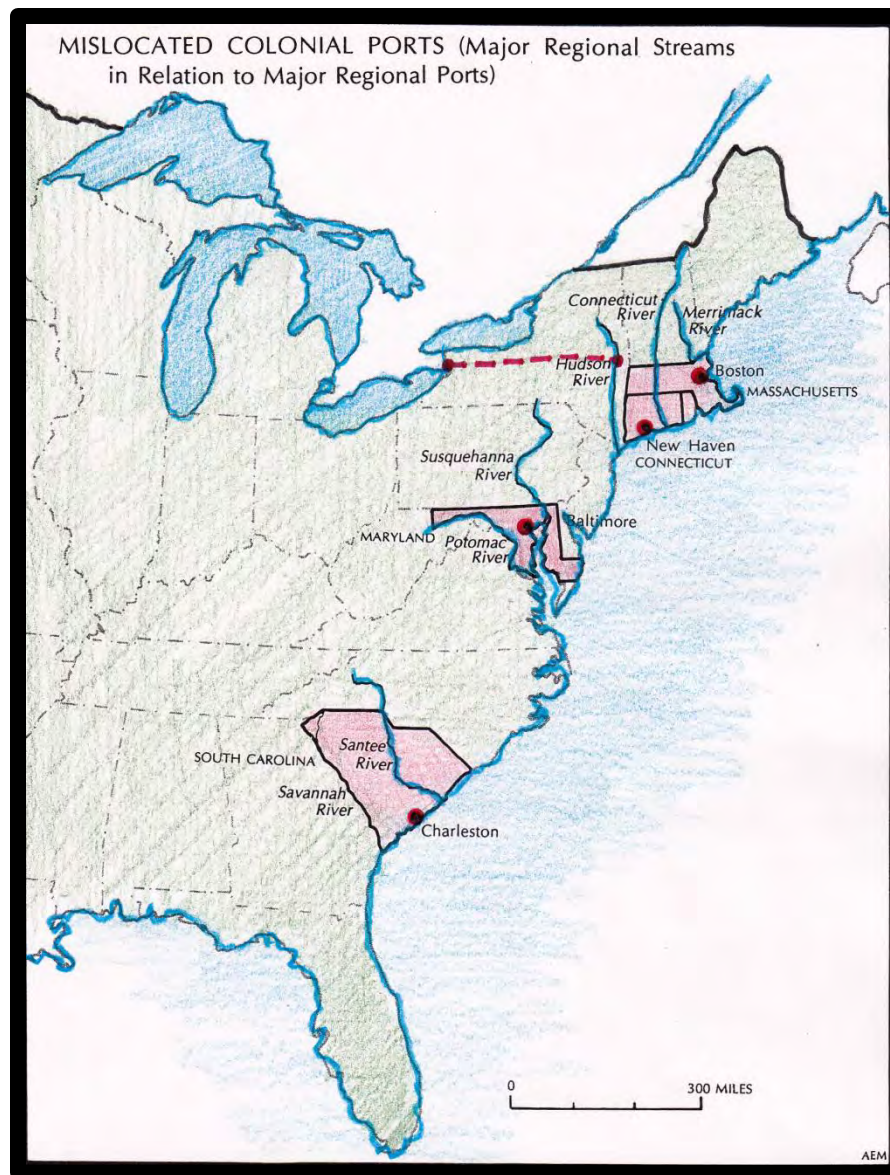 MISLOCATED COLONIAL PORTS (Major Regional Streams
in Relation to Major Regional Ports)
Connecticut
River
Merrimack
River
Hudson
River
Boston
MASSACHUSETTS
New Haven
CONNECTICUT
Susquehanna
River
Baltimore
MARYLAND
Potomac
River
SOUTH CAROLINA
Santee
River
Savannah
River
Charleston
0
300 MILES
AEM